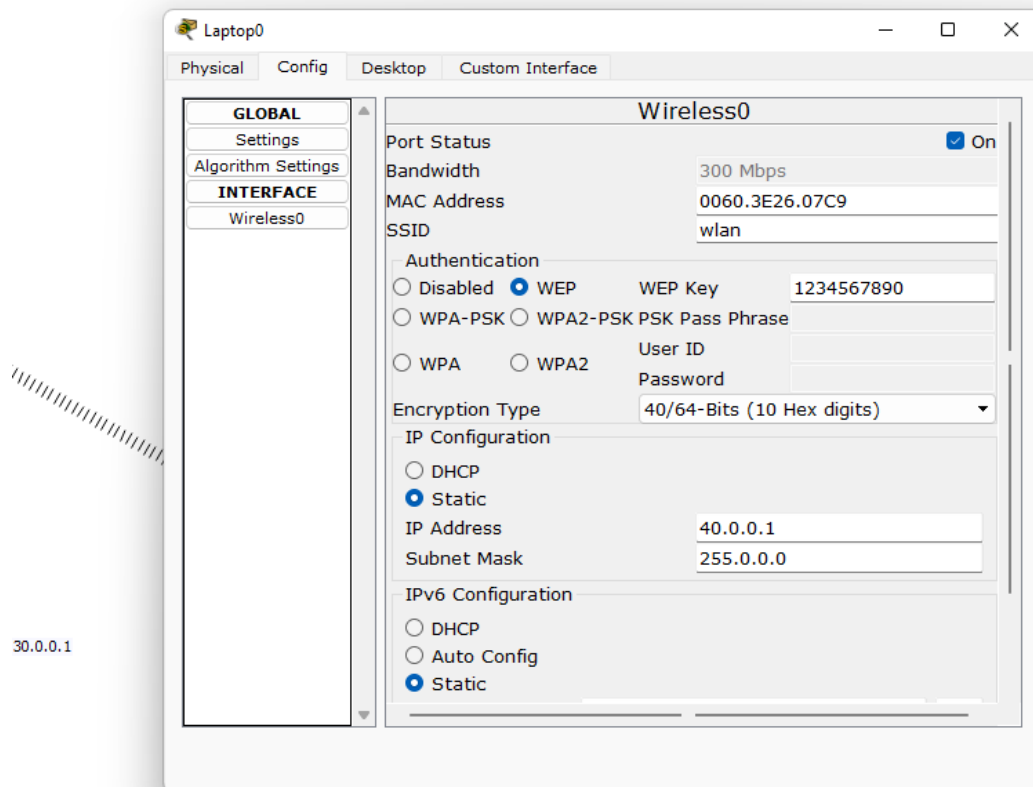 Laptop0
Physical Config Desktop Custom Interface
GLOBAL
Settings
Algorithm Settings
INTERFACE
Wireless0
Wireless0
Port Status On
Bandwidth 300 Mbps
MAC Address 0060.3E26.07C9
SSID wlan
Authentication
Disabled WEP WEP Key 1234567890
WPA-PSK WPA2-PSK PSK Pass Phrase
User ID
WPA WPA2
Password
Encryption Type 40/64-Bits (10 Hex digits)
IP Configuration
DHCP
Static
IP Address 40.0.0.1
Subnet Mask 255.0.0.0
IPv6 Configuration
DHCP
Auto Config
Static
30.0.0.1